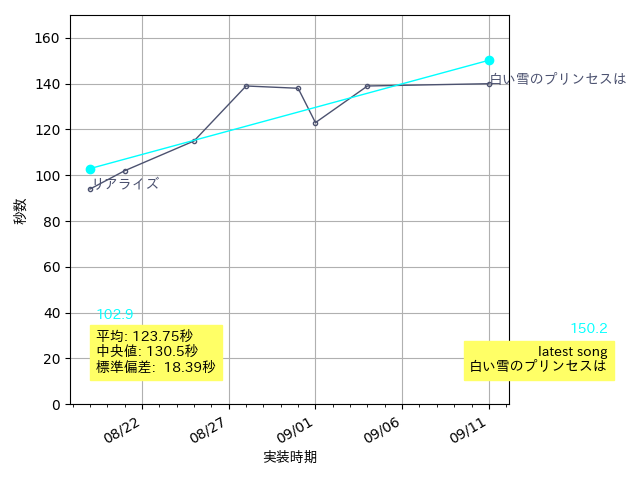 160
140
120
100
80
60
40
20
0
秒数
白い雪のプリンセスは
リアライズ
102.9
平均: 123.75秒
中央値: 130.5秒
標準偏差: 18.39秒
150.2
latest song
白い雪のプリンセスは
08/22
08/27
09/01
09/06
09/11
実装時期